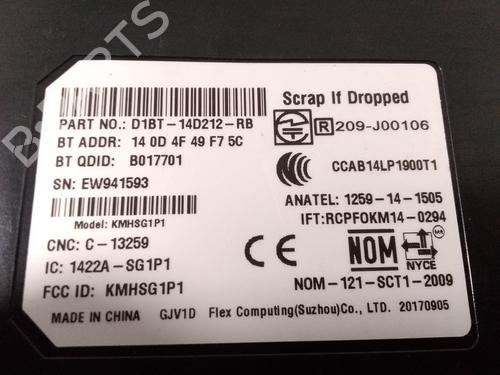 Scrap If Dropped
PART NO.: D1BT-14D212-RB
R 209-J00106
BT ADDR: 14 0D 4F 49 F7 5C
BT QDID: B017701
CCAB14LP1900T1
SN: EW941593
ANATEL: 1259-14-1505
Model: KMHSG1P1
IFT:RCPFOKM14-0294
CNC: C-13259
CE
NOM
NYCE
IC: 1422A-SG1P1
FCC ID: KMHSG1P1
NOM-121-SCT1-2009
MADE IN CHINA GJV1D Flex Computing(Suzhou)Co., LTD. 20170905